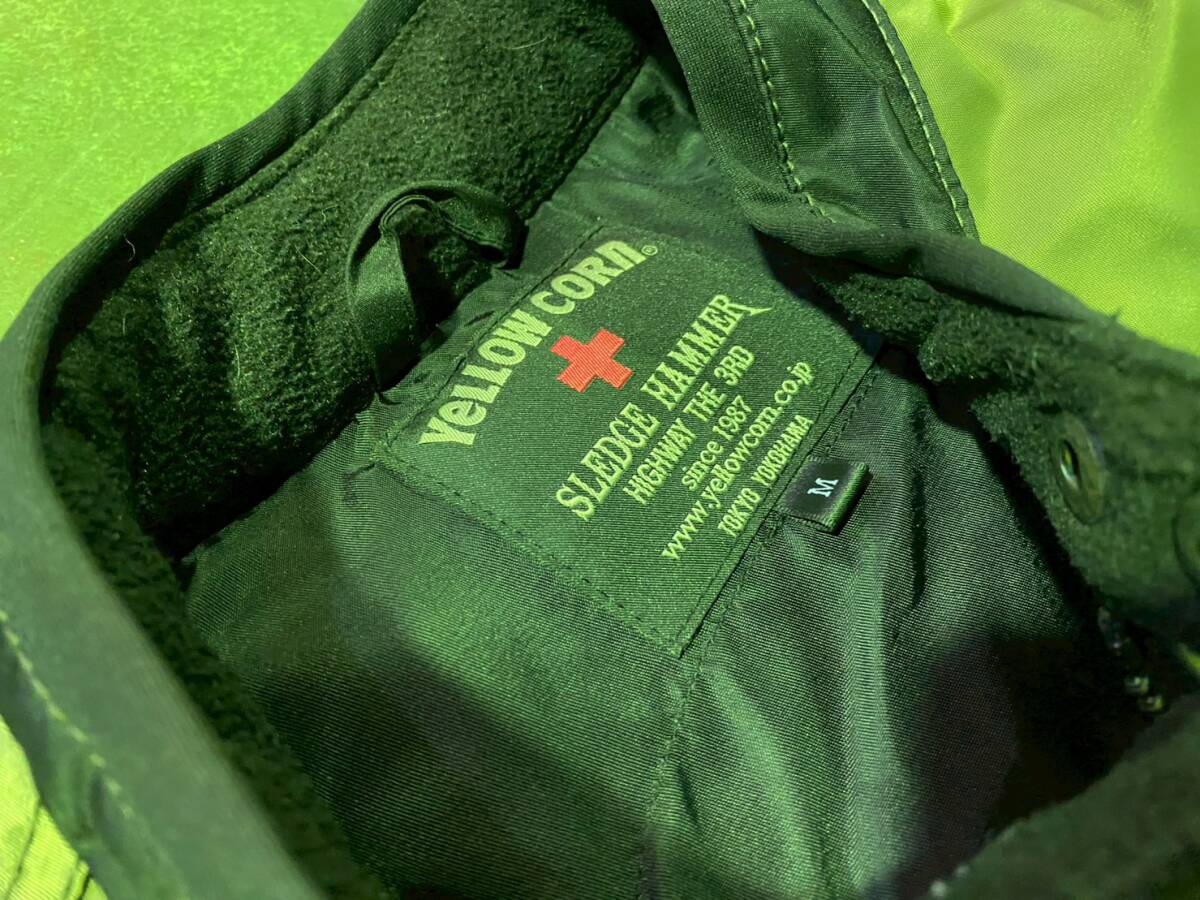 YeLLOW CORn®
SLEDGE HAMMER
HIGHWAY THE 3RD
since 1987
www.yellowcorn.co.jp
TOKYO YOKOHAMA
M